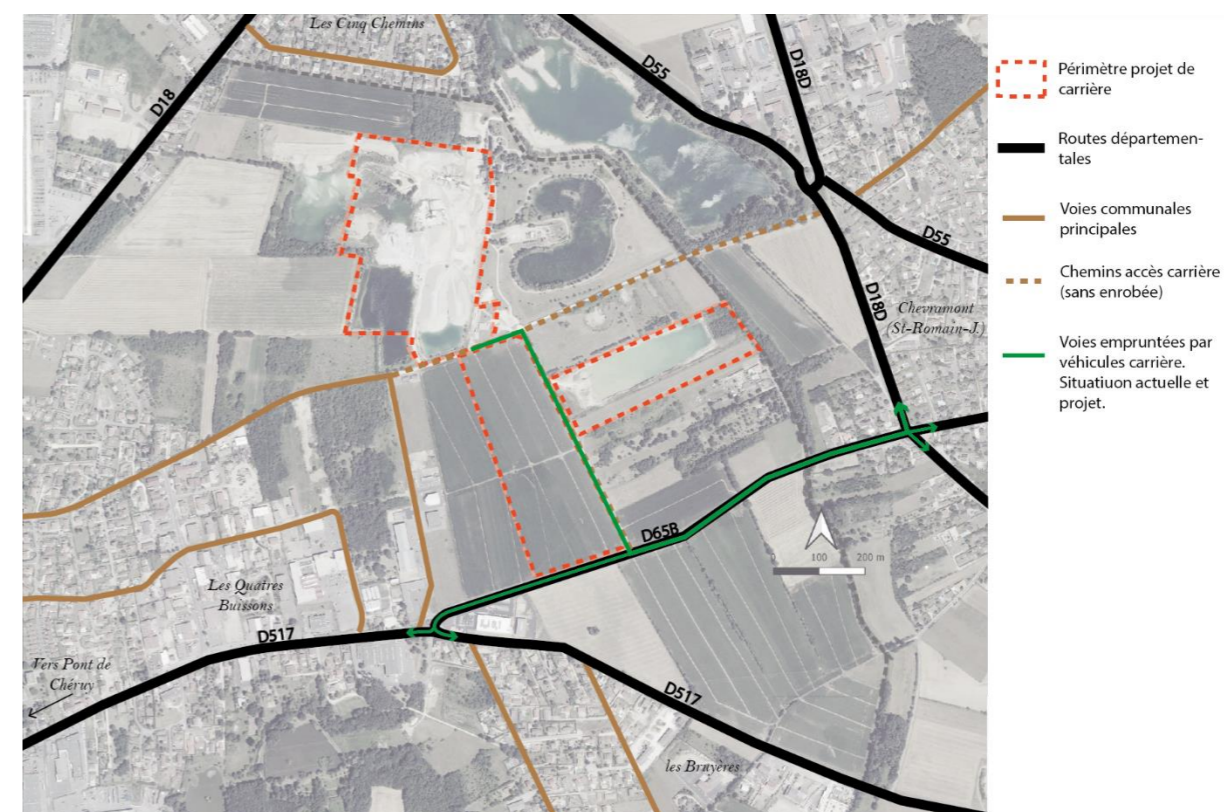 Les Cinq Chemins
D18
D55
D18D
D55
D18D
Chevramont
(St-Romain-J.)
D65B
0 100 200 m
Les Quatres
Buissons
D517
Vers Pont de
Chéruy
D517
les Bruyères
Périmètre projet de
carrière
Routes départemen-
tales
Voies communales
principales
Chemins accès carrière
(sans enrobée)
Voies empruntées par
véhicules carrière.
Situatiuon actuelle et
projet.